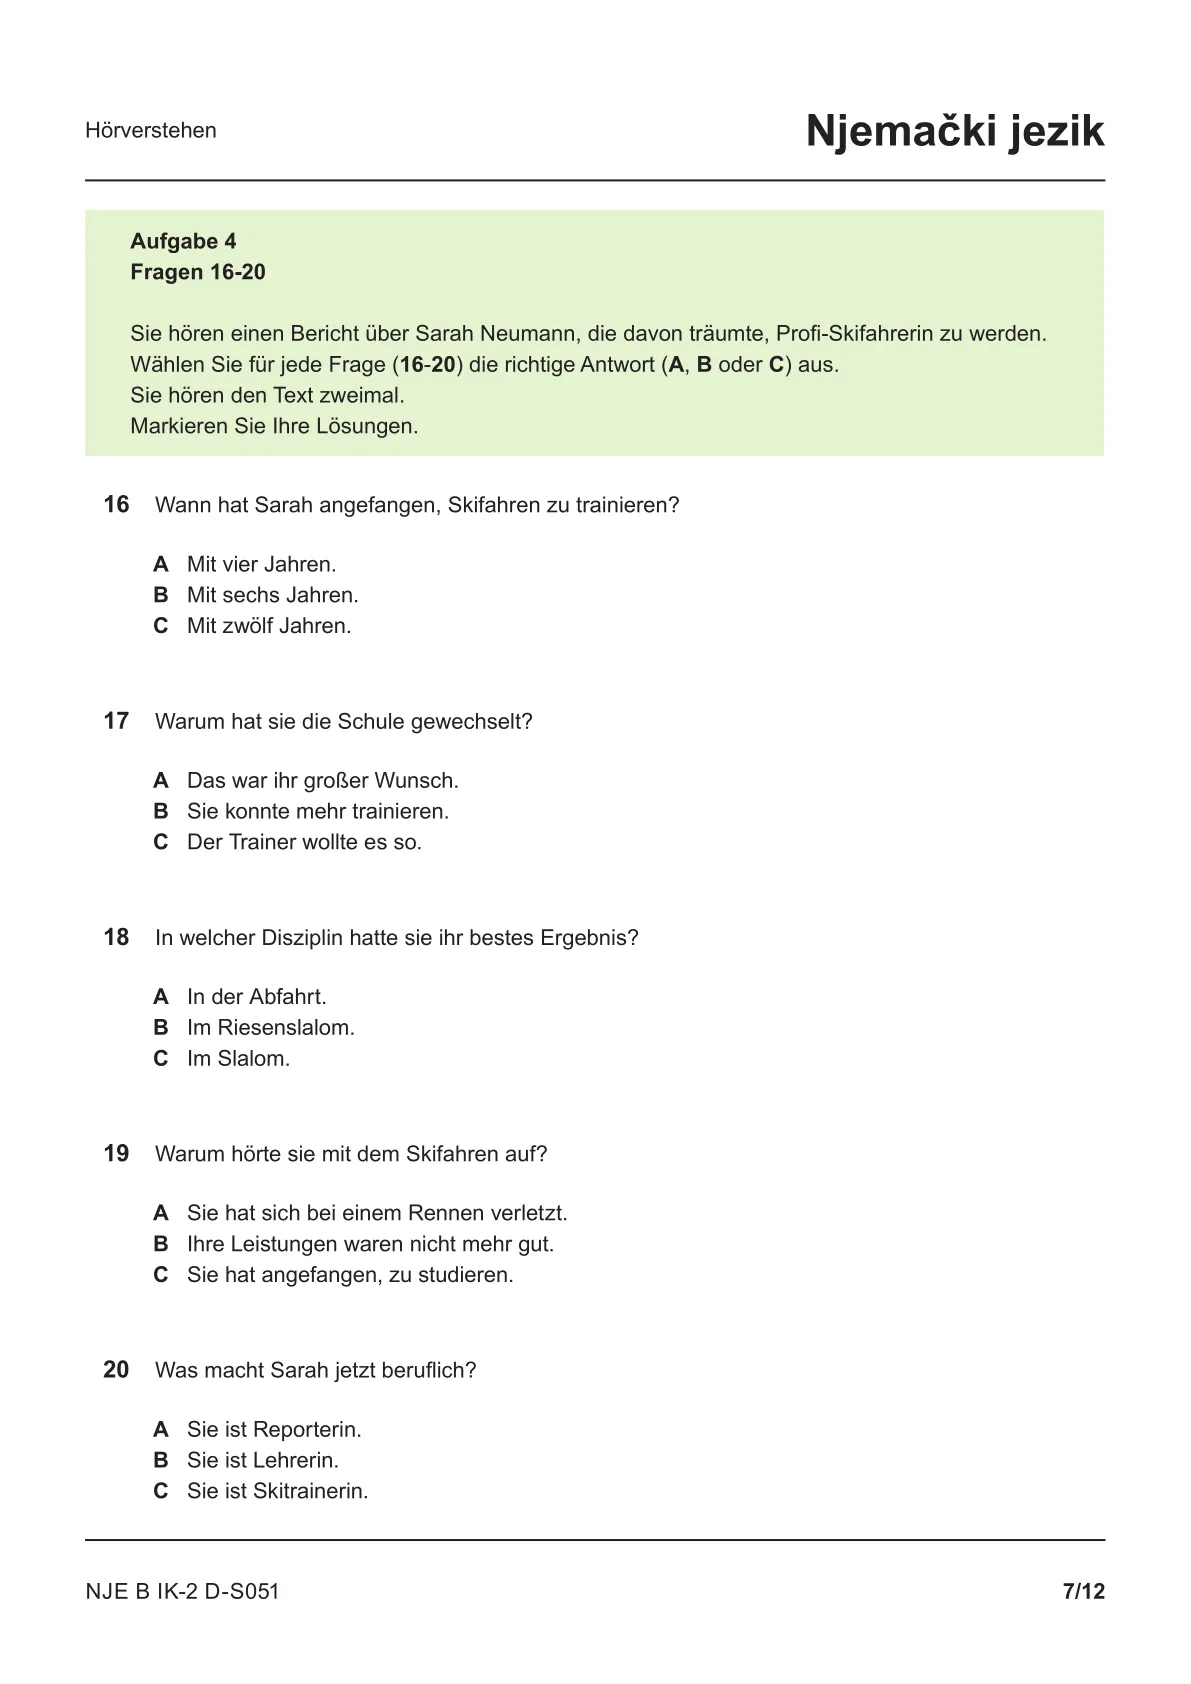 Hörverstehen
Njemački jezik
Aufgabe 4
Fragen 16-20
Sie hören einen Bericht über Sarah Neumann, die davon träumte, Profi-Skifahrerin zu werden.
Wählen Sie für jede Frage (16-20) die richtige Antwort (A, B oder C) aus.
Sie hören den Text zweimal.
Markieren Sie Ihre Lösungen.
16 Wann hat Sarah angefangen, Skifahren zu trainieren?
A Mit vier Jahren.
B Mit sechs Jahren.
C Mit zwölf Jahren.
17 Warum hat sie die Schule gewechselt?
A Das war ihr großer Wunsch.
B Sie konnte mehr trainieren.
C Der Trainer wollte es so.
18 In welcher Disziplin hatte sie ihr bestes Ergebnis?
A In der Abfahrt.
B Im Riesenslalom.
C Im Slalom.
19 Warum hörte sie mit dem Skifahren auf?
A Sie hat sich bei einem Rennen verletzt.
B Ihre Leistungen waren nicht mehr gut.
C Sie hat angefangen, zu studieren.
20 Was macht Sarah jetzt beruflich?
A Sie ist Reporterin.
B Sie ist Lehrerin.
C Sie ist Skitrainerin.
NJE B IK-2 D-S051
7/12